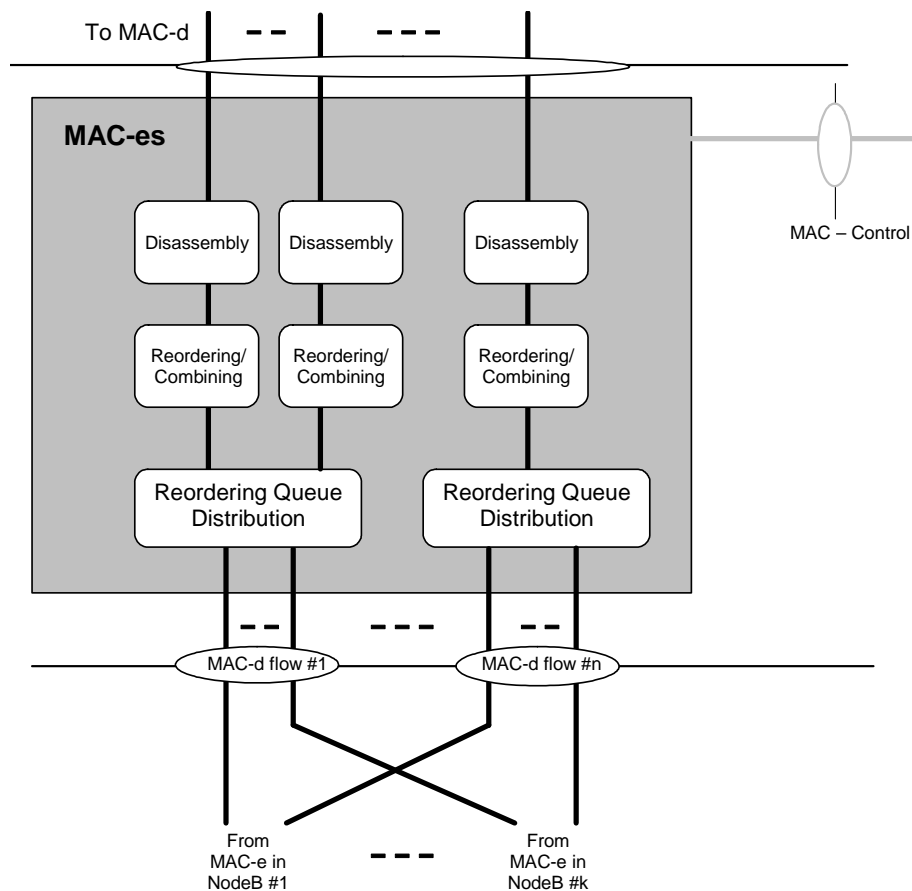 To MAC-d
MAC-es
MAC – Control
Disassembly
Disassembly
Disassembly
Reordering/
Combining
Reordering/
Combining
Reordering/
Combining
Reordering Queue
Distribution
Reordering Queue
Distribution
MAC-d flow #1
MAC-d flow #n
From
MAC-e in
NodeB #1
From
MAC-e in
NodeB #k